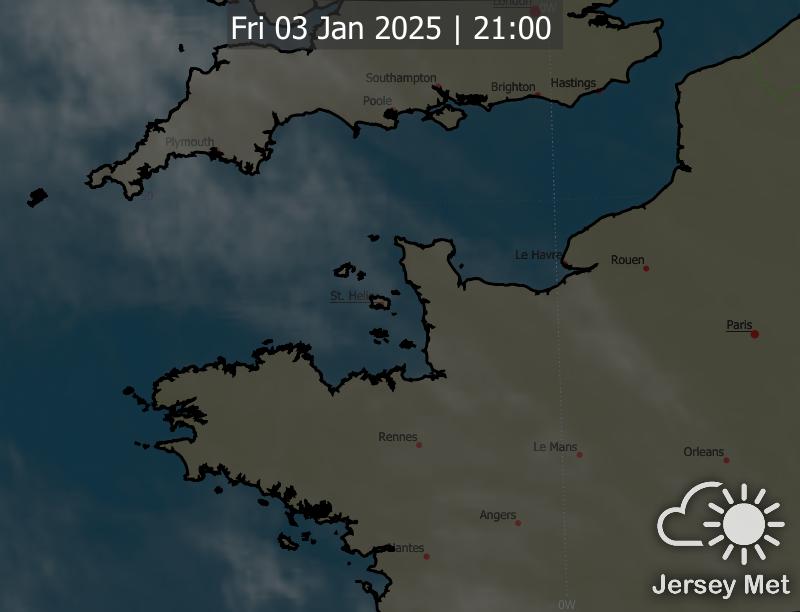 London
0W
Fri 03 Jan 2025 | 21:00
Southampton
Brighton
Hastings
Poole
Plymouth
Le Havre
Rouen
St. Helier
Paris
Rennes
Le Mans
Orleans
Angers
Nantes
Jersey Met
0W